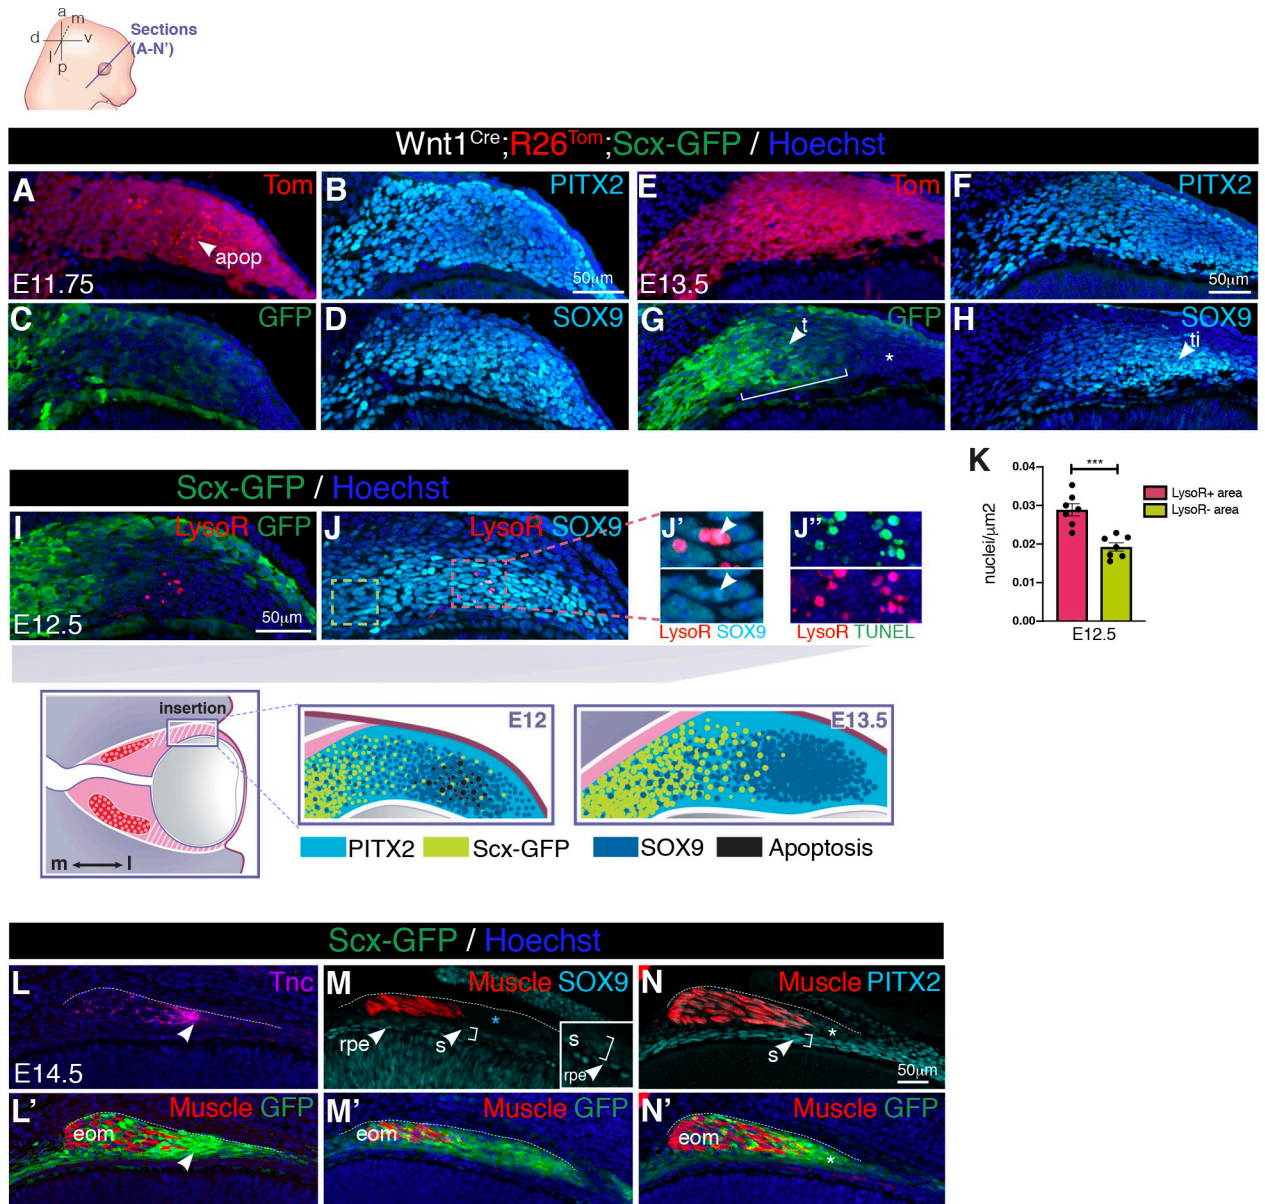 a
m
d
v
l
p
Sections
(A-N')
Wnt1Cre;R26Tom;Scx-GFP / Hoechst
A
Tom
apop
E11.75
B
PITX2
50µm
E
Tom
E13.5
F
PITX2
50µm
C
GFP
D
SOX9
G
GFP
t
*
H
SOX9
ti
Scx-GFP / Hoechst
I
LysoR GFP
E12.5
50µm
J
LysoR SOX9
J'
LysoR SOX9
J''
LysoR TUNEL
K
***
0.04
0.03
0.02
0.01
0.00
nuclei/µm2
E12.5
LysoR+ area
LysoR- area
insertion
m
l
E12
E13.5
PITX2
Scx-GFP
SOX9
Apoptosis
Scx-GFP / Hoechst
L
Tnc
E14.5
M
Muscle SOX9
*
rpe
s
s
rpe
N
Muscle PITX2
*
s
50µm
L'
Muscle GFP
eom
M'
Muscle GFP
eom
N'
Muscle GFP
eom
*